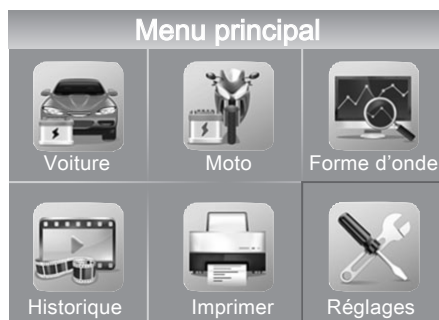 Menu principal
Voiture
Moto
Forme d'onde
Historique
Imprimer
Réglages